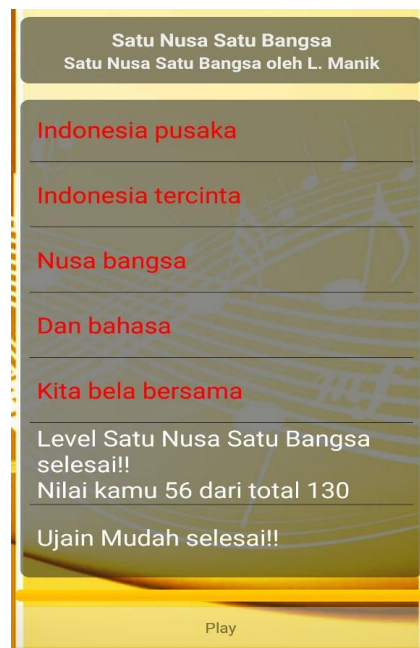 Satu Nusa Satu Bangsa
Satu Nusa Satu Bangsa oleh L. Manik
Indonesia pusaka
Indonesia tercinta
Nusa bangsa
Dan bahasa
Kita bela bersama
Level Satu Nusa Satu Bangsa
selesai!!
Nilai kamu 56 dari total 130
Ujain Mudah selesai!!
Play